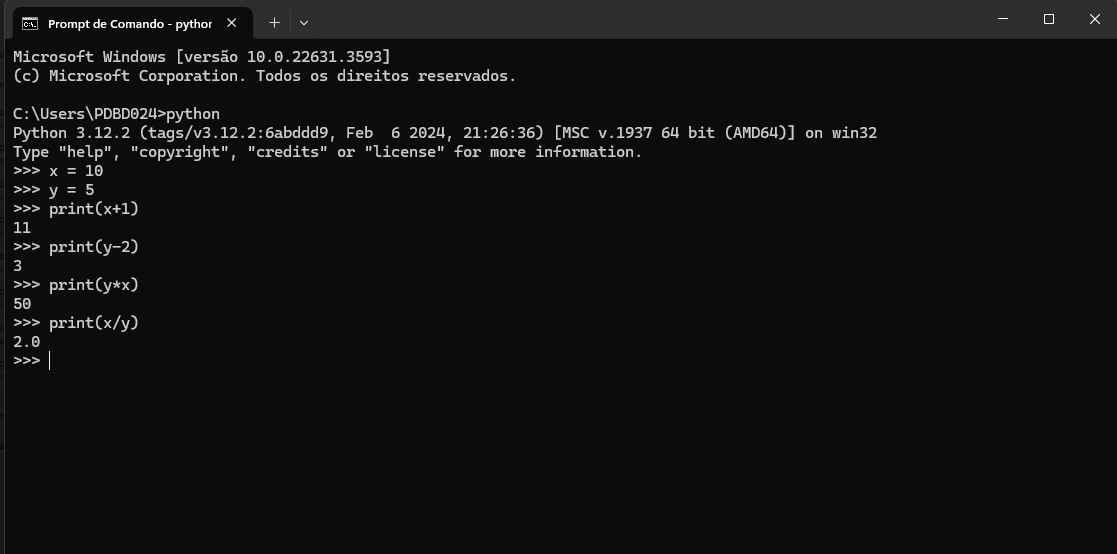 Prompt de Comando - python
Microsoft Windows [versão 10.0.22631.3593]
(c) Microsoft Corporation. Todos os direitos reservados.
C:\Users\PDBD024>python
Python 3.12.2 (tags/v3.12.2:6abddd9, Feb  6 2024, 21:26:36) [MSC v.1937 64 bit (AMD64)] on win32
Type "help", "copyright", "credits" or "license" for more information.
>>> x = 10
>>> y = 5
>>> print(x+1)
11
>>> print(y-2)
3
>>> print(y*x)
50
>>> print(x/y)
2.0
>>>